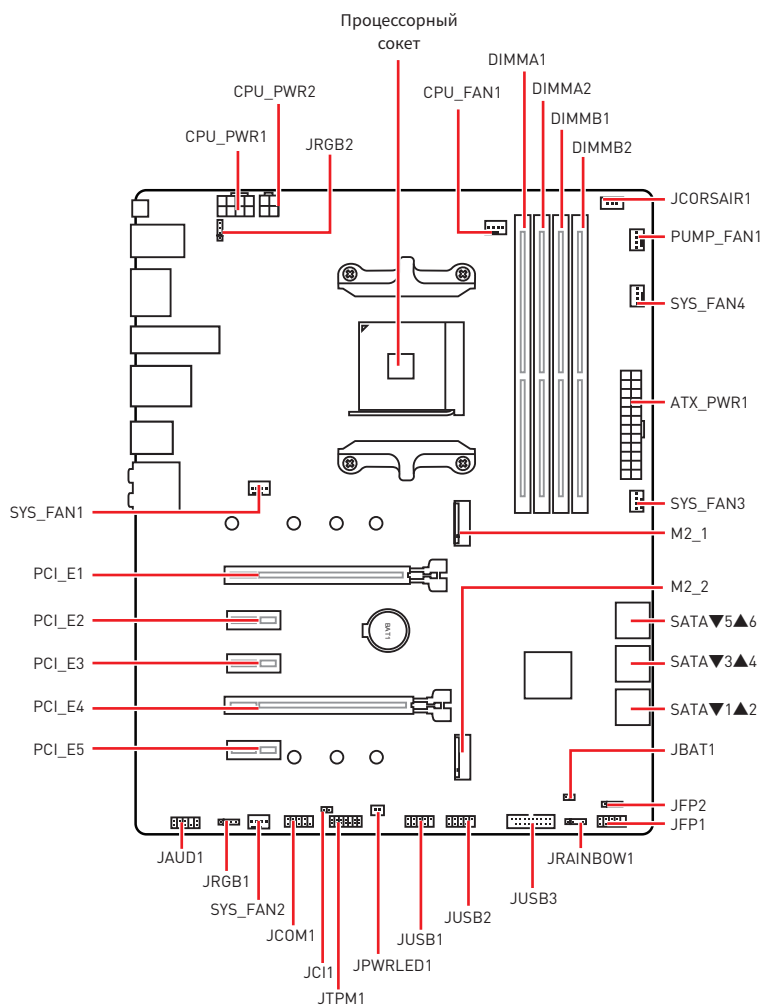 Процессорный
сокет
DIMMA1
DIMMA2
CPU_FAN1
CPU_PWR2
DIMMB1
CPU_PWR1
JRGB2
DIMMB2
JCORSAIR1
PUMP_FAN1
SYS_FAN4
ATX_PWR1
SYS_FAN3
SYS_FAN1
M2_1
PCI_E1
M2_2
PCI_E2
BAT1
SATA▼5▲6
PCI_E3
SATA▼3▲4
PCI_E4
SATA▼1▲2
PCI_E5
JBAT1
JFP2
JFP1
JAUD1
JRAINBOW1
JRGB1
JUSB3
SYS_FAN2
JUSB2
JCOM1
JUSB1
JCI1
JPWRLED1
JTPM1